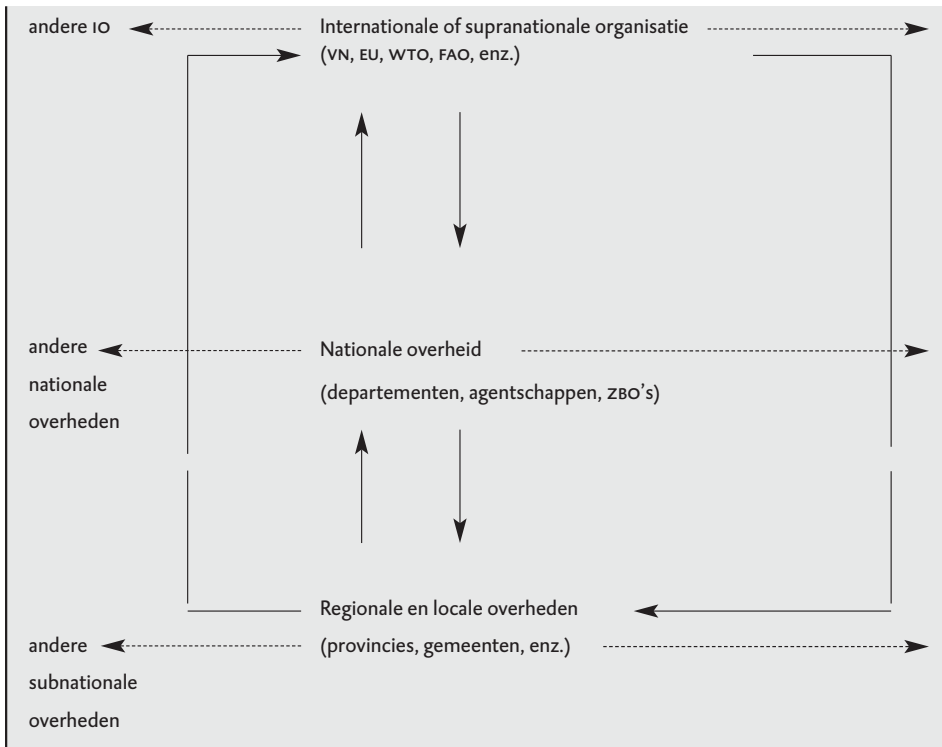 andere IO
Internationale of supranationale organisatie
(VN, EU, WTO, FAO, enz.)
andere
nationale
overheden
Nationale overheid
(departementen, agentschappen, ZBO's)
Regionale en locale overheden
(provincies, gemeenten, enz.)
andere
subnationale
overheden